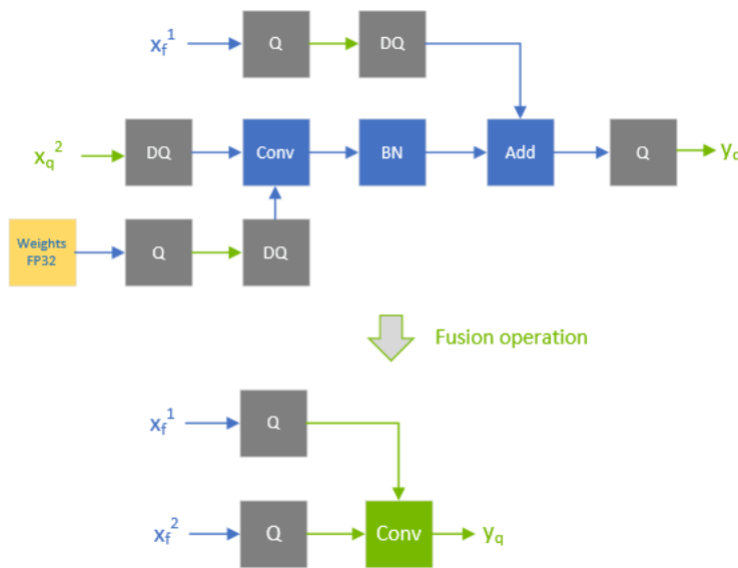 x_f^1 Q DQ
x_q^2 DQ Conv BN Add Q y_q
Weights
FP32
Q DQ
Fusion operation
x_f^1 Q
x_f^2 Q Conv y_q